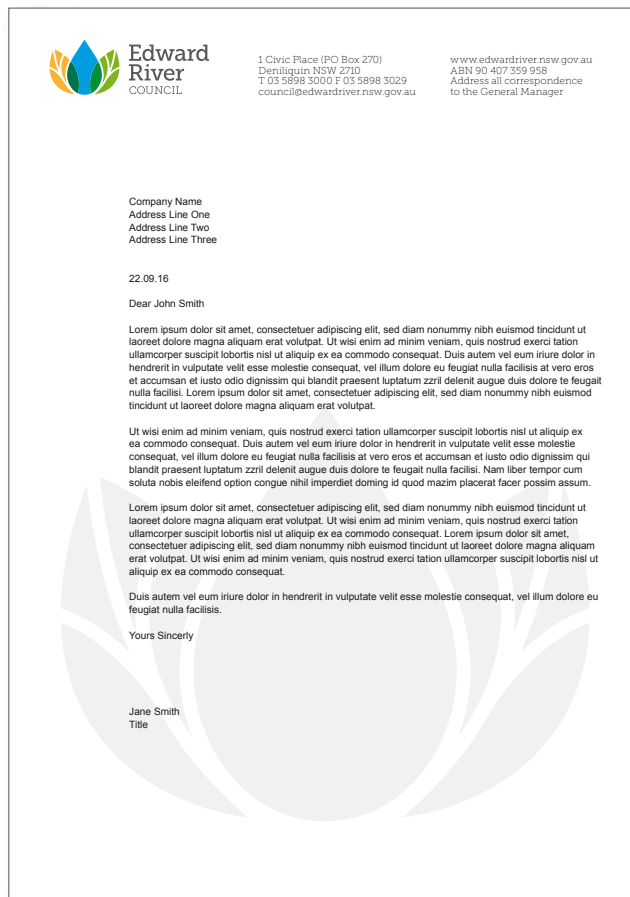 Edward
River
COUNCIL
1 Civic Place (PO Box 270)
Deniliquin NSW 2710
T 03 5898 3000 F 03 5898 3029
council@edwardriver.nsw.gov.au
www.edwardriver.nsw.gov.au
ABN 90 407 359 958
Address all correspondence
to the General Manager
Company Name
Address Line One
Address Line Two
Address Line Three
22.09.16
Dear John Smith
Lorem ipsum dolor sit amet, consectetuer adipiscing elit, sed diam nonummy nibh euismod tincidunt ut
laoreet dolore magna aliquam erat volutpat. Ut wisi enim ad minim veniam, quis nostrud exerci tation
ullamcorper suscipit lobortis nisl ut aliquip ex ea commodo consequat. Duis autem vel eum iriure dolor in
hendrerit in vulputate velit esse molestie consequat, vel illum dolore eu feugiat nulla facilisis at vero eros
et accumsan et iusto odio dignissim qui blandit praesent luptatum zzril delenit augue duis dolore te feugait
nulla facilisi. Lorem ipsum dolor sit amet, consectetuer adipiscing elit, sed diam nonummy nibh euismod
tincidunt ut laoreet dolore magna aliquam erat volutpat.
Ut wisi enim ad minim veniam, quis nostrud exerci tation ullamcorper suscipit lobortis nisl ut aliquip ex
ea commodo consequat. Duis autem vel eum iriure dolor in hendrerit in vulputate velit esse molestie
consequat, vel illum dolore eu feugiat nulla facilisis at vero eros et accumsan et iusto odio dignissim qui
blandit praesent luptatum zzril delenit augue duis dolore te feugait nulla facilisi. Nam liber tempor cum
soluta nobis eleifend option congue nihil imperdiet doming id quod mazim placerat facer possim assum.
Lorem ipsum dolor sit amet, consectetuer adipiscing elit, sed diam nonummy nibh euismod tincidunt ut
laoreet dolore magna aliquam erat volutpat. Ut wisi enim ad minim veniam, quis nostrud exerci tation
ullamcorper suscipit lobortis nisl ut aliquip ex ea commodo consequat. Lorem ipsum dolor sit amet,
consectetuer adipiscing elit, sed diam nonummy nibh euismod tincidunt ut laoreet dolore magna aliquam
erat volutpat. Ut wisi enim ad minim veniam, quis nostrud exerci tation ullamcorper suscipit lobortis nisl ut
aliquip ex ea commodo consequat.
Duis autem vel eum iriure dolor in hendrerit in vulputate velit esse molestie consequat, vel illum dolore eu
feugiat nulla facilisis.
Yours Sincerly
Jane Smith
Title